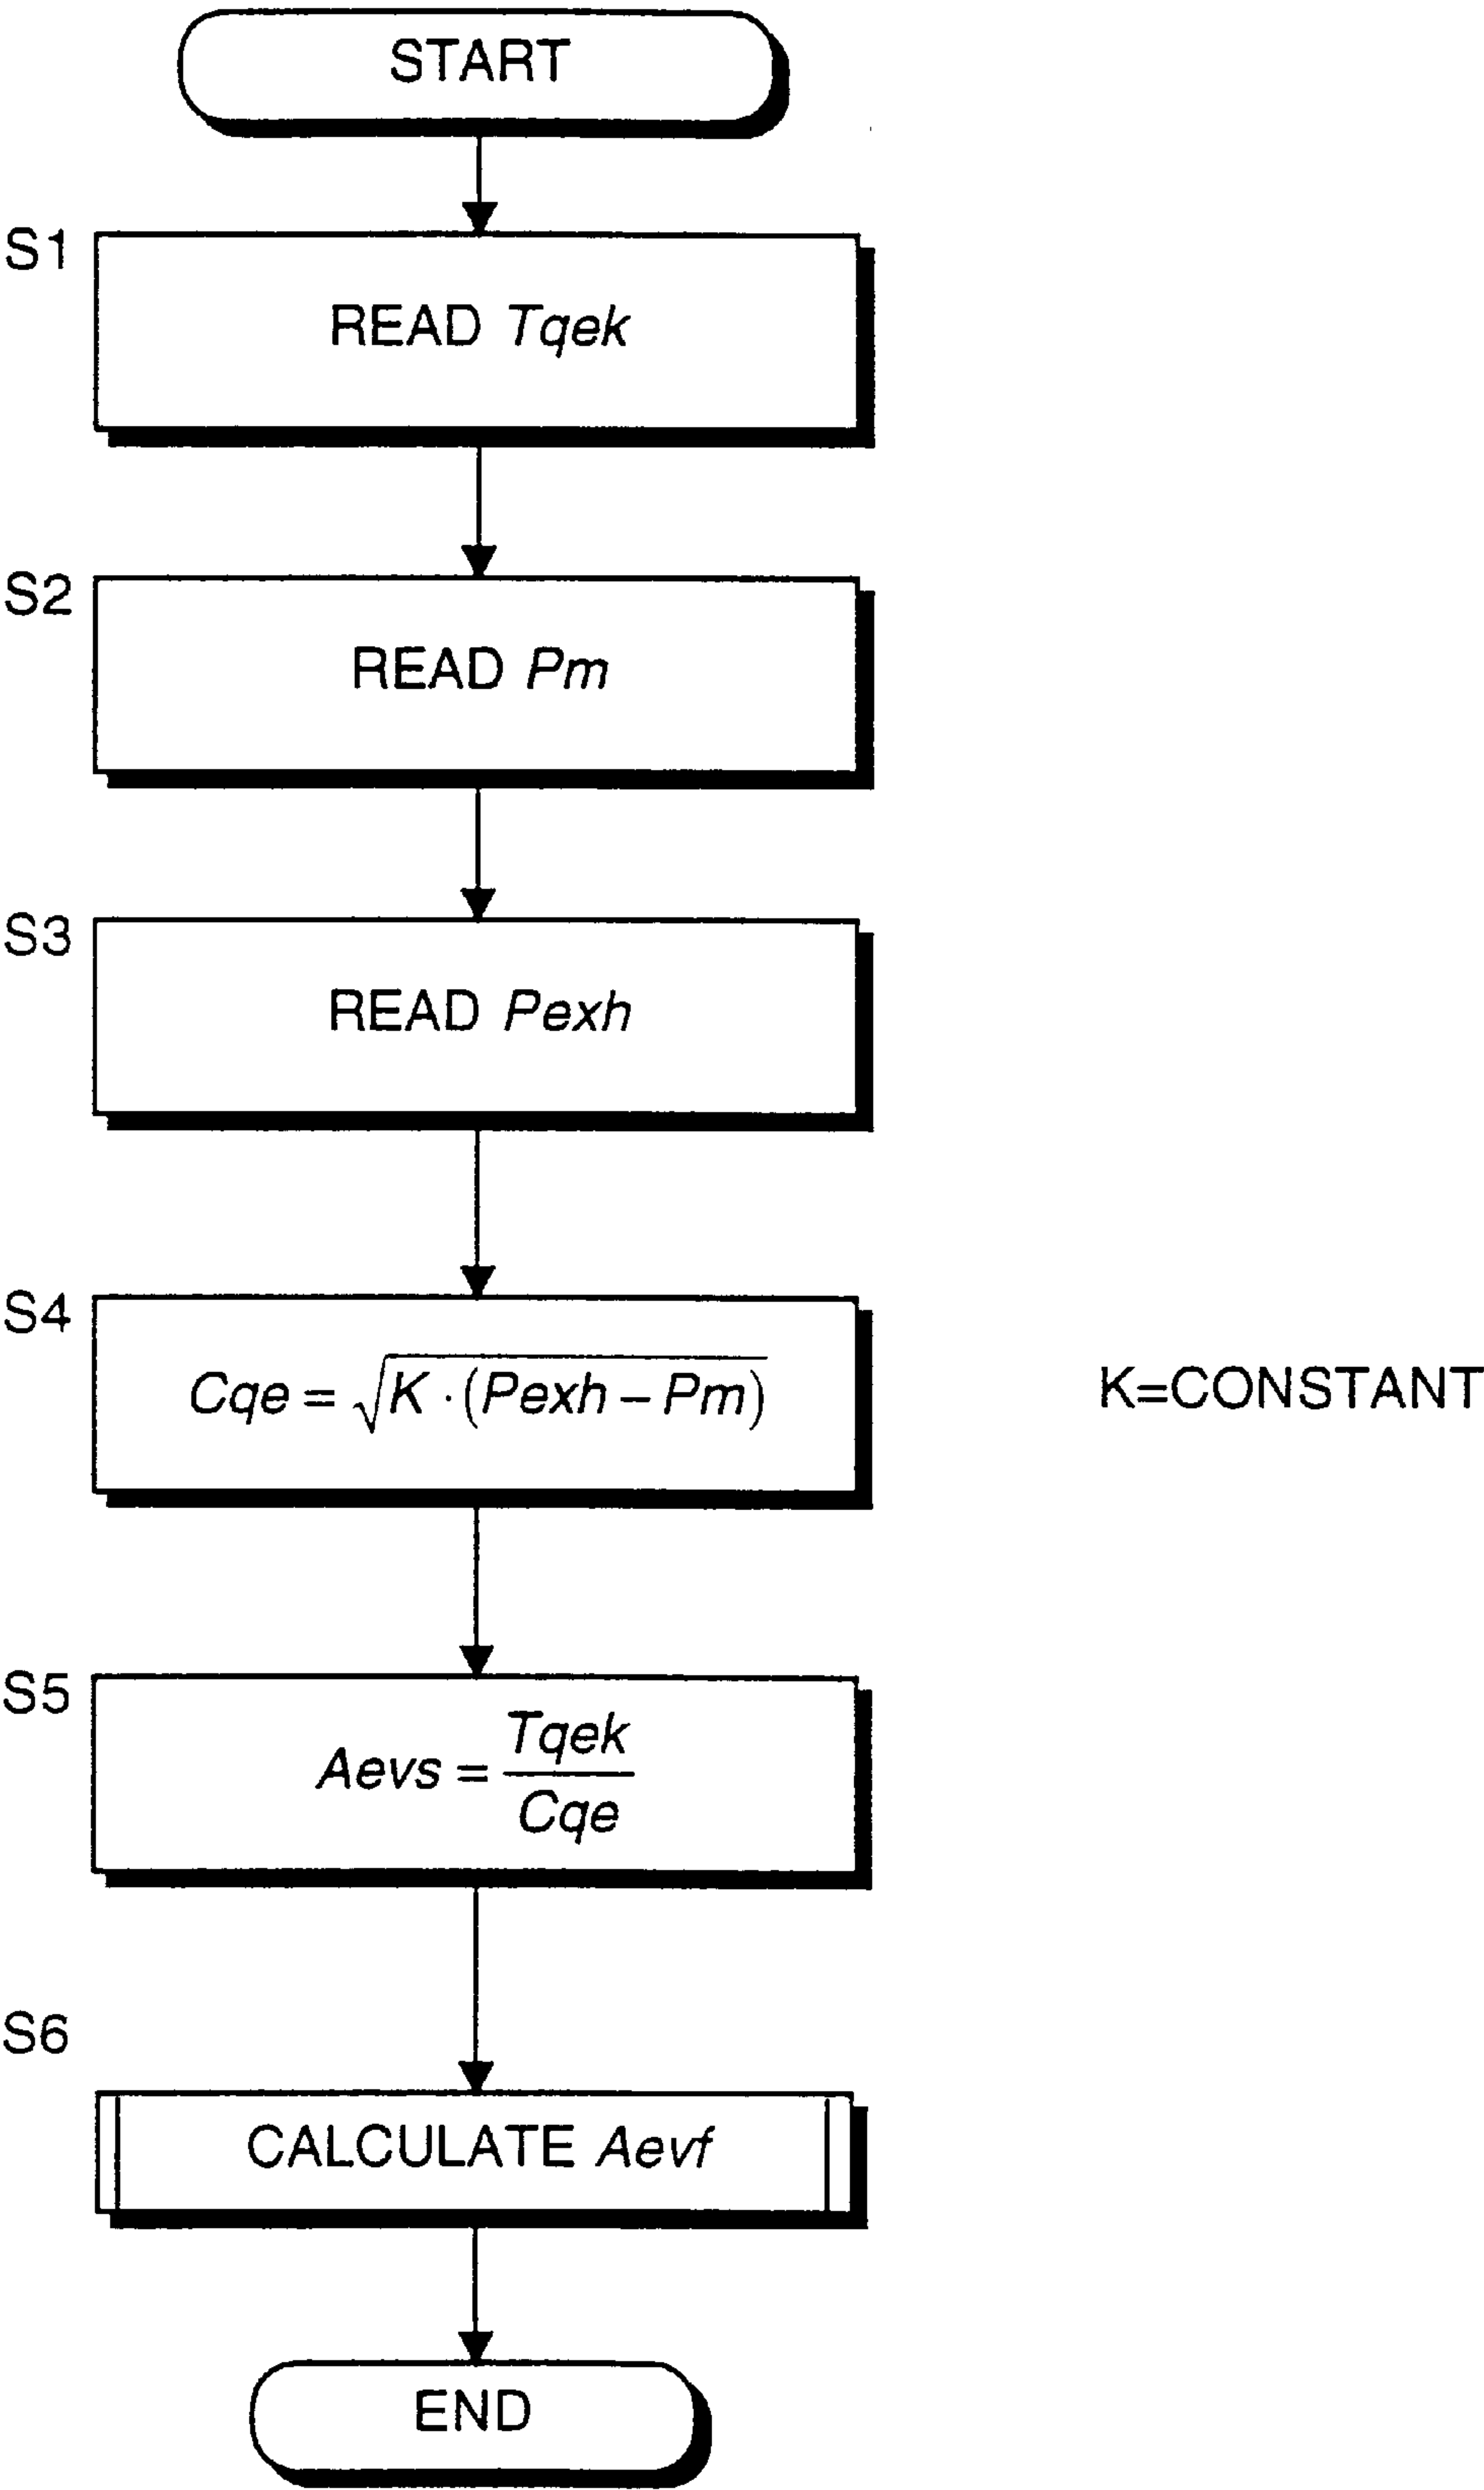 START
S1
READ Tqek
S2
READ Pm
S3
READ Pexh
S4
Cqe = √K · (Pexh – Pm)
K=CONSTANT
S5
Aevs = Tqek / Cqe
S6
CALCULATE Aevf
END